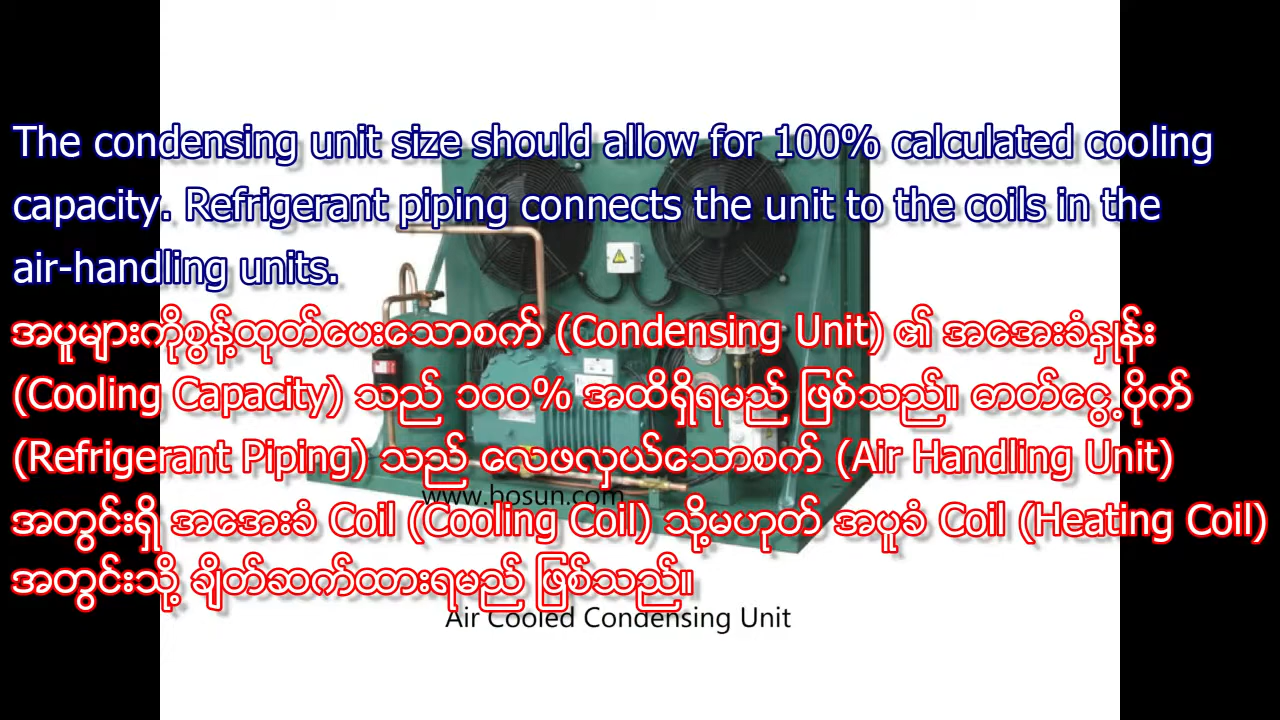 The condensing unit size should allow for 100% calculated cooling
capacity. Refrigerant piping connects the unit to the coils in the
air-handling units.
အပူများကိုစွန့်ထုတ်ပေးသောစက် (Condensing Unit) ၏ အအေးခံနှုန်း
(Cooling Capacity) သည် ၁၀၀% အထိရှိရမည် ဖြစ်သည်။ ဓာတ်ငွေ့ပိုက်
(Refrigerant Piping) သည် လေဖလှယ်သောစက် (Air Handling Unit)
www.bosun.com
အတွင်းရှိ အအေးခံ Coil (Cooling Coil) သို့မဟုတ် အပူခံ Coil (Heating Coil)
အတွင်းသို့ ချိတ်ဆက်ထားရမည် ဖြစ်သည်။
Air Cooled Condensing Unit